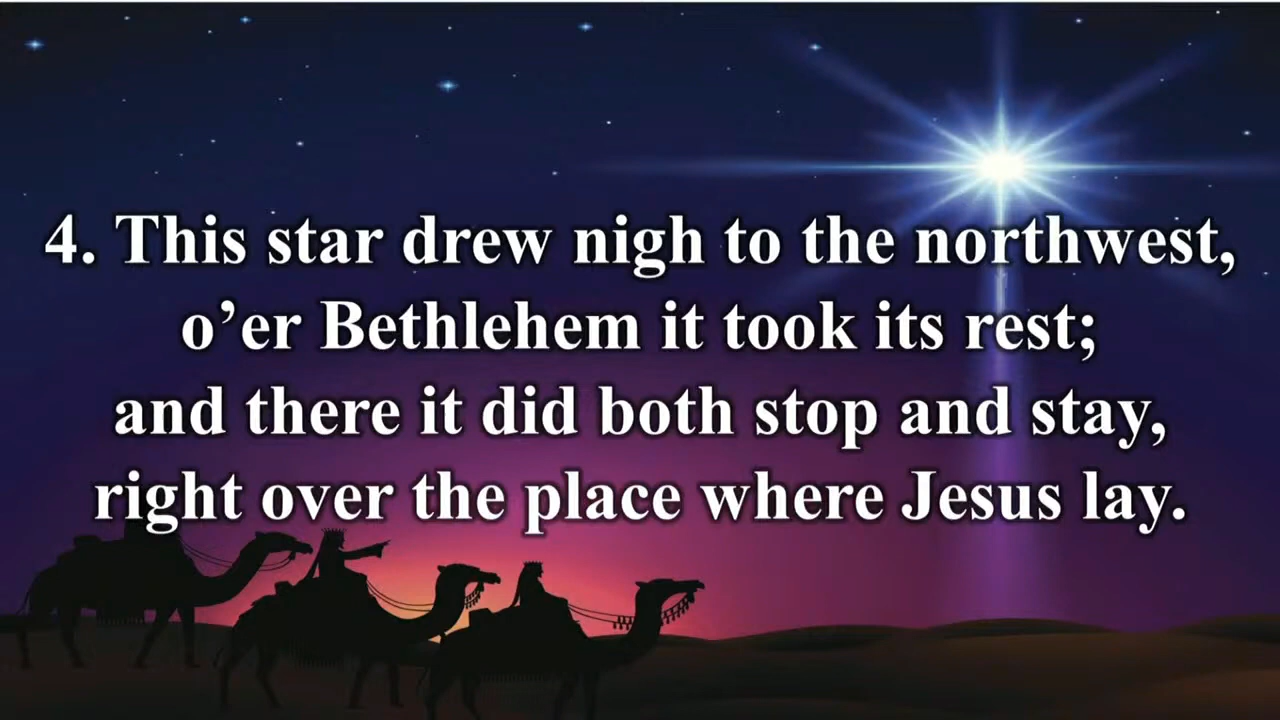 4. This star drew nigh to the northwest,
o’er Bethlehem it took its rest;
and there it did both stop and stay,
right over the place where Jesus lay.